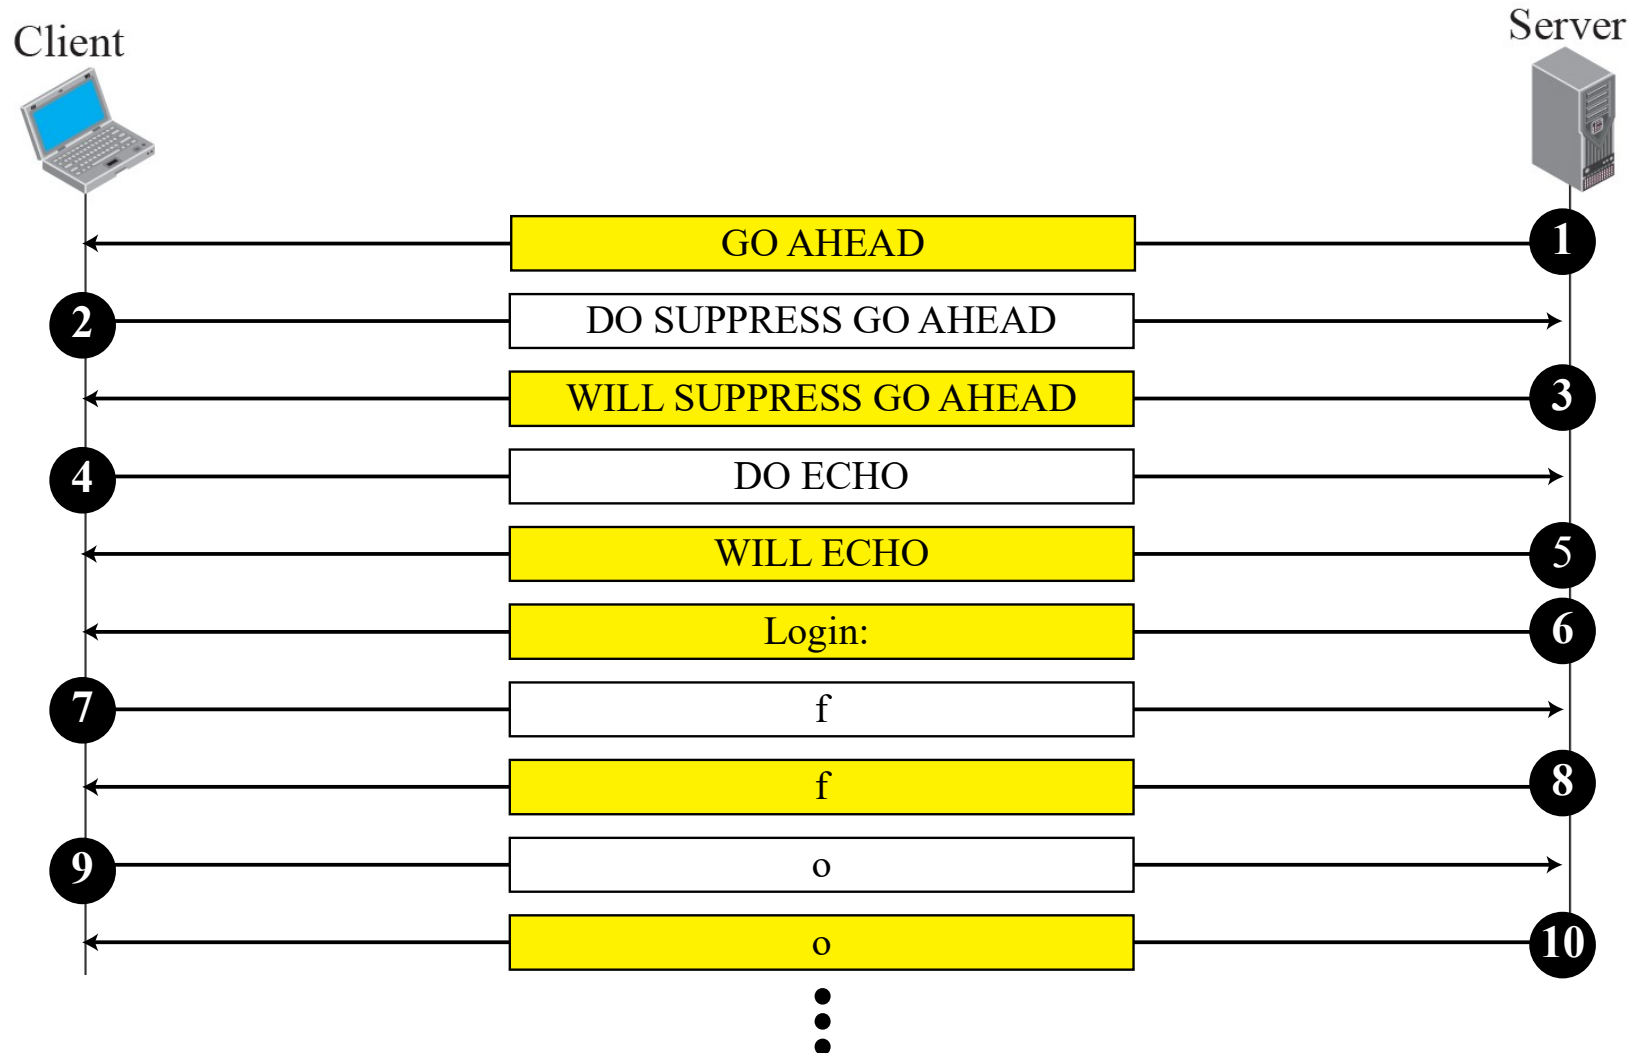 Client
Server
GO AHEAD
1
2
DO SUPPRESS GO AHEAD
WILL SUPPRESS GO AHEAD
3
4
DO ECHO
WILL ECHO
5
Login:
6
7
f
f
8
9
o
o
10